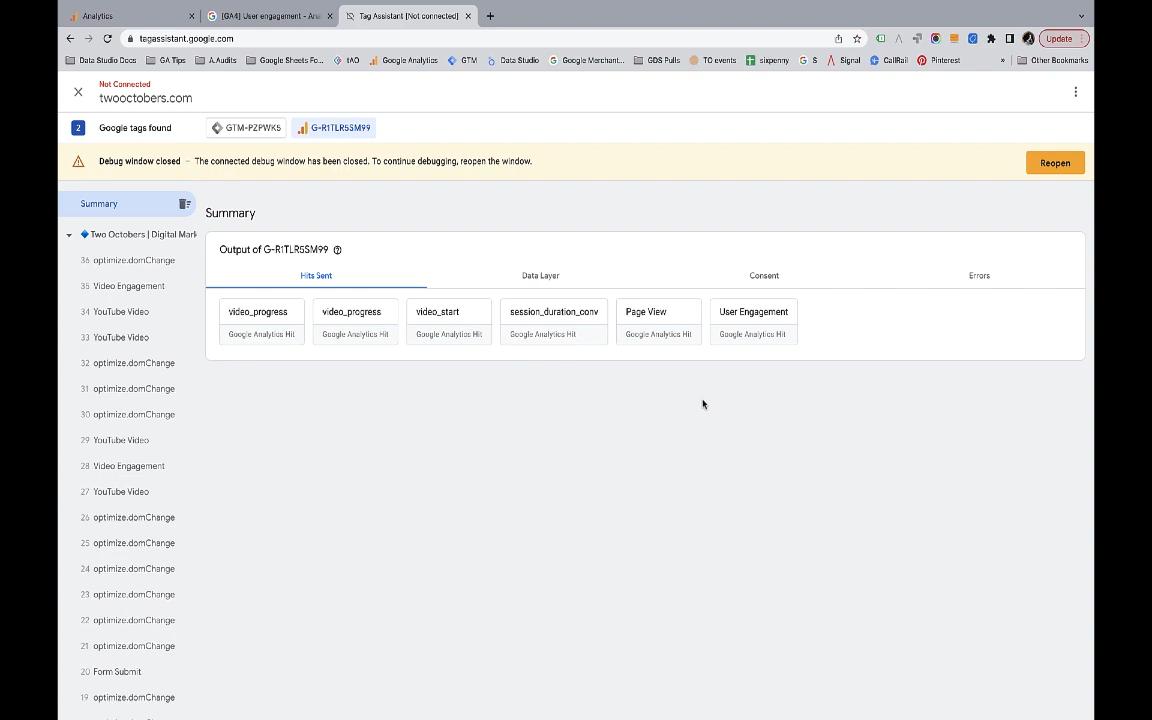 Analytics
[GA4] User engagement - Ana
Tag Assistant [Not connected]
tagassistant.google.com
Update
Data Studio Docs
GA Tips
A.Audits
Google Sheets Fo...
tAO
Google Analytics
GTM
Data Studio
Google Merchant...
GDS Pulls
TO events
sixpenny
S
Signal
CallRail
Pinterest
»
Other Bookmarks
Not Connected
twooctobers.com
2 Google tags found
GTM-PZPWK5
G-R1TLR5SM99
Debug window closed – The connected debug window has been closed. To continue debugging, reopen the window.
Reopen
Summary
Two Octobers | Digital Mark
36 optimize.domChange
35 Video Engagement
34 YouTube Video
33 YouTube Video
32 optimize.domChange
31 optimize.domChange
30 optimize.domChange
29 YouTube Video
28 Video Engagement
27 YouTube Video
26 optimize.domChange
25 optimize.domChange
24 optimize.domChange
23 optimize.domChange
22 optimize.domChange
21 optimize.domChange
20 Form Submit
19 optimize.domChange
Summary
Output of G-R1TLR5SM99
Hits Sent
Data Layer
Consent
Errors
video_progress
Google Analytics Hit
video_progress
Google Analytics Hit
video_start
Google Analytics Hit
session_duration_conv
Google Analytics Hit
Page View
Google Analytics Hit
User Engagement
Google Analytics Hit